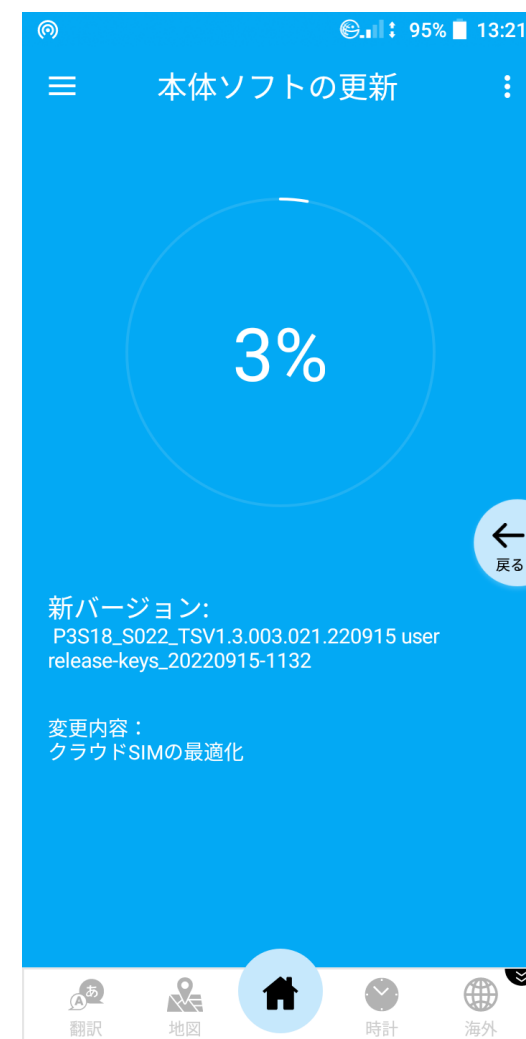 95% 13:21
本体ソフトの更新
3%
戻る
新バージョン:
P3S18_S022_TSV1.3.003.021.220915 user
release-keys_20220915-1132
変更内容：
クラウドSIMの最適化
A あ
翻訳 地図 時計 海外